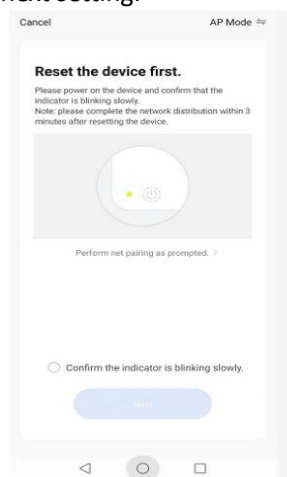 next setting.
Cancel AP Mode
Reset the device first.
Please power on the device and confirm that the
indicator is blinking slowly.
Note: please complete the network distribution within 3
minutes after resetting the device.
Perform net pairing as prompted. >
Confirm the indicator is blinking slowly.
Next